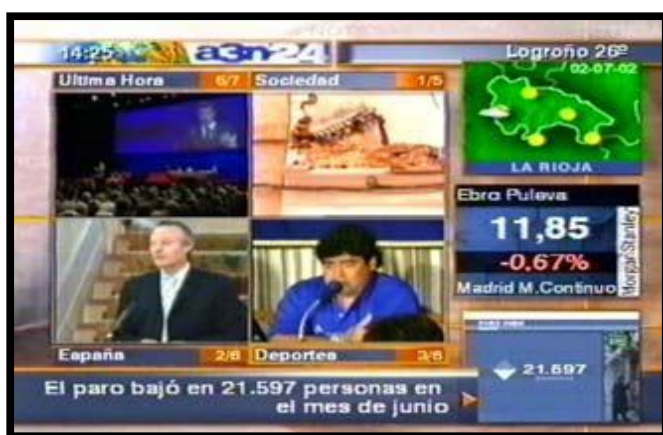 14:25
a3n-24
Logroño 26º
02-07-02
Ultima Hora 6/7
Sociedad 1/5
LA RIOJA
Ebro Puleva
11,85
-0,67%
Madrid M.Continuo
Morgan Stanley
España 2/6
Deportes 3/6
21.597
El paro bajó en 21.597 personas en
el mes de junio